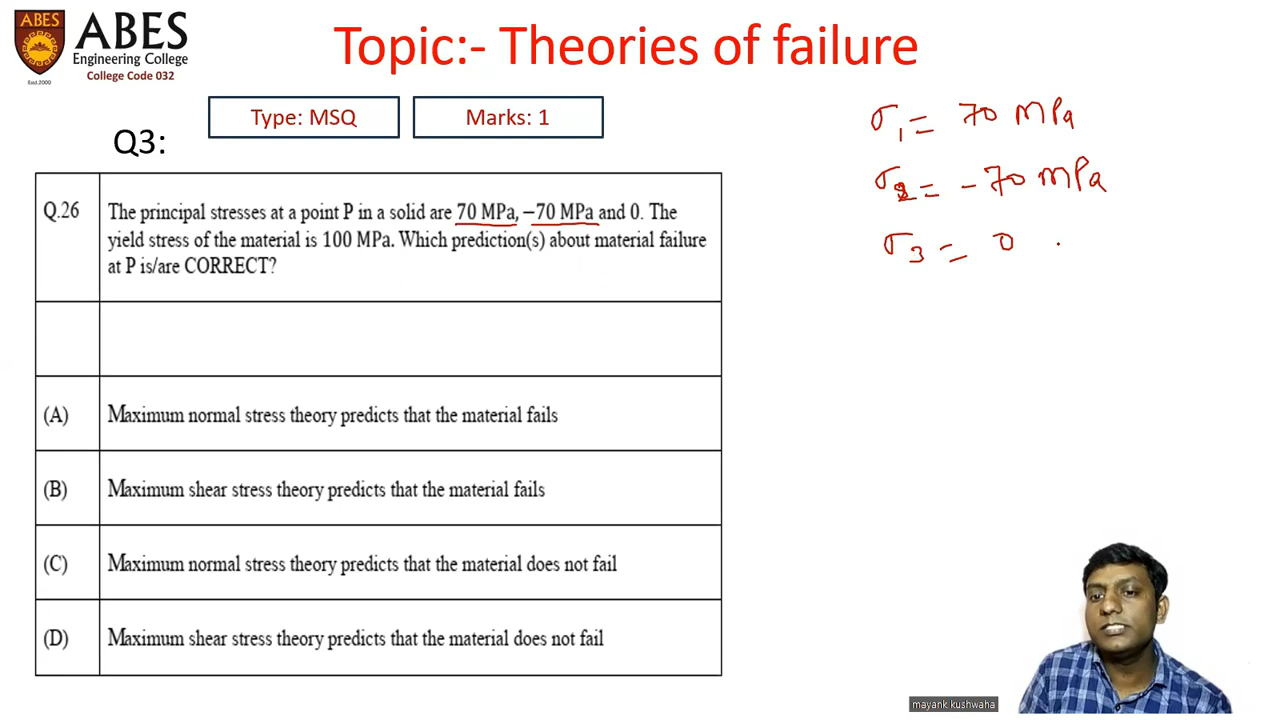 ABES
ABES
Engineering College
College Code 032
Estd.2000
Topic:- Theories of failure
Type: MSQ
Marks: 1
Q3:
Q.26
The principal stresses at a point P in a solid are 70 MPa, −70 MPa and 0. The
yield stress of the material is 100 MPa. Which prediction(s) about material failure
at P is/are CORRECT?
(A) Maximum normal stress theory predicts that the material fails
(B) Maximum shear stress theory predicts that the material fails
(C) Maximum normal stress theory predicts that the material does not fail
(D) Maximum shear stress theory predicts that the material does not fail
σ₁ = 70 MPa
σ₂ = -70 MPa
σ₃ = 0
mayank kushwaha